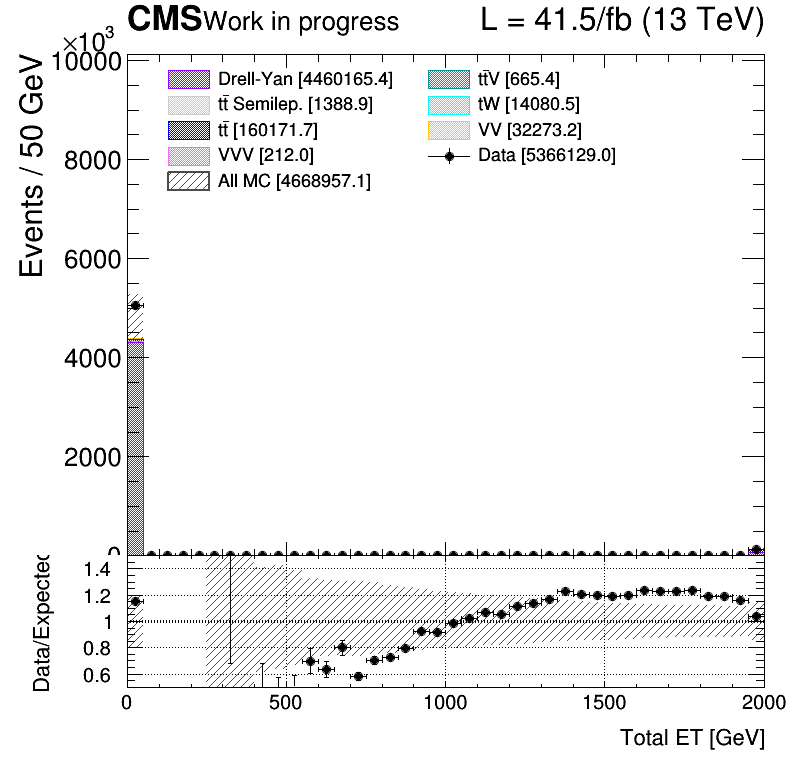 CMS Work in progress L = 41.5/fb (13 TeV)
×10³
Events / 50 GeV
10000
8000
6000
4000
2000
0
Drell-Yan [4460165.4]
tt̄ Semilep. [1388.9]
tt̄ [160171.7]
VVV [212.0]
All MC [4668957.1]
tt̄V [665.4]
tW [14080.5]
VV [32273.2]
Data [5366129.0]
Data/Expected
1.4
1.2
1
0.8
0.6
0 500 1000 1500 2000
Total ET [GeV]